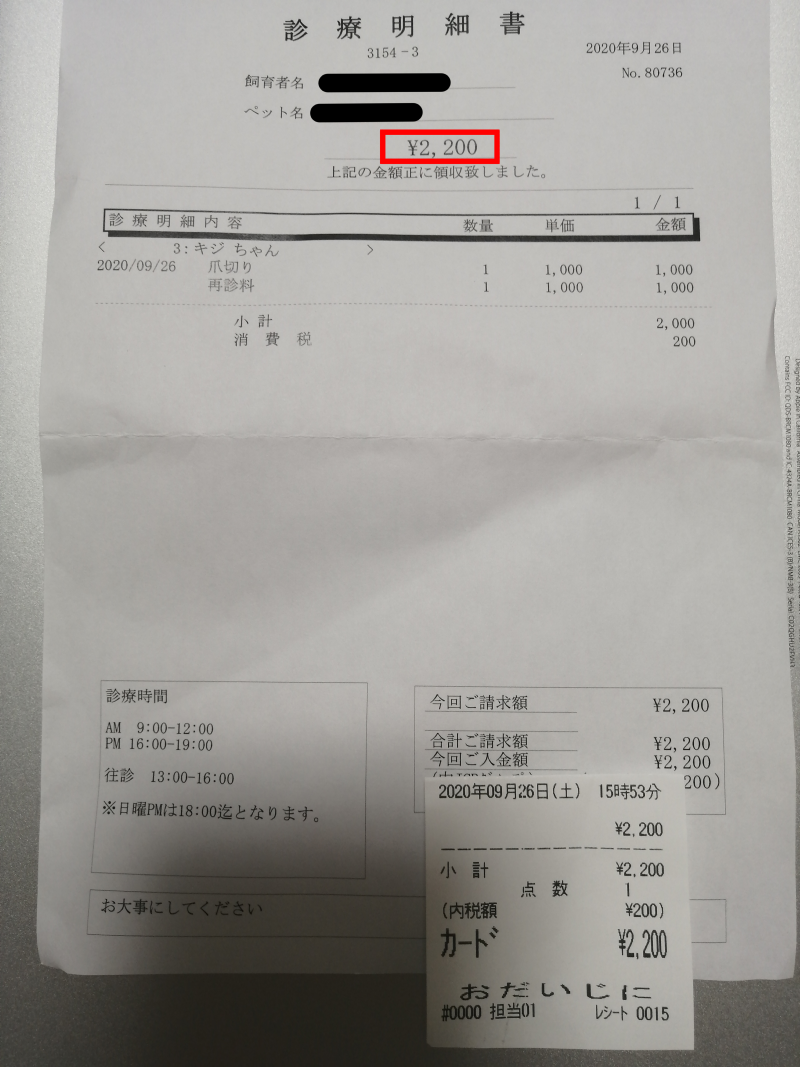 診療明細書
3154-3
2020年9月26日
No.80736
飼育者名
ペット名
¥2,200
上記の金額正に領収致しました。
1 / 1
診療明細内容 数量 単価 金額
< 3:キジ ちゃん >
2020/09/26 爪切り 1 1,000 1,000
再診料 1 1,000 1,000
小計 2,000
消費税 200
診療時間
AM 9:00-12:00
PM 16:00-19:00
往診 13:00-16:00
※日曜PMは18:00迄となります。
今回ご請求額 ¥2,200
合計ご請求額 ¥2,200
今回ご入金額 ¥2,200
200)
お大事にしてください
2020年09月26日(土) 15時53分
¥2,200
小計 ¥2,200
点数 1
(内税額 ¥200)
カード ¥2,200
おだいじに
#0000 担当01 レシート 0015